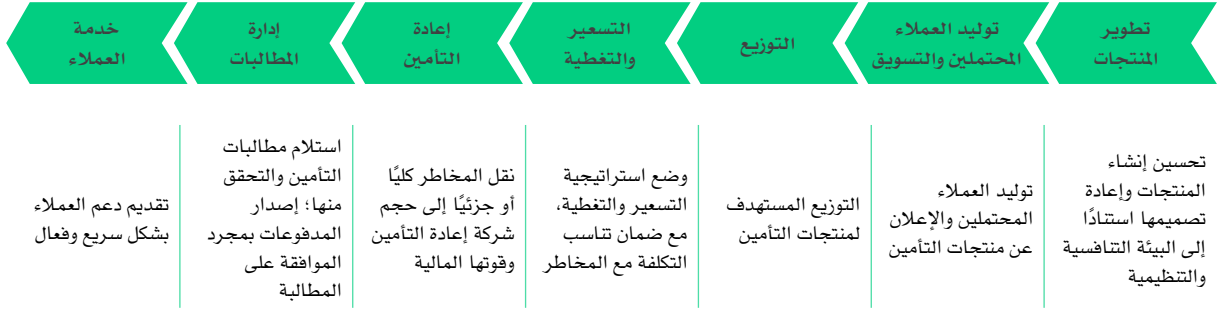 تطوير
المنتجات
توليد العملاء
المحتملين والتسويق
التوزيع
التسعير
والتغطية
إعادة
التأمين
إدارة
المطالبات
خدمة
العملاء
تحسين إنشاء
المنتجات وإعادة
تصميمها استنادًا
إلى البيئة التنافسية
والتنظيمية
توليد العملاء
المحتملين والإعلان
عن منتجات التأمين
التوزيع المستهدف
لمنتجات التأمين
وضع استراتيجية
التسعير والتغطية،
مع ضمان تناسب
التكلفة مع المخاطر
نقل المخاطر كليًا
أو جزئيًا إلى حجم
شركة إعادة التأمين
وقوتها المالية
استلام مطالبات
التأمين والتحقق
منها؛ إصدار
المدفوعات بمجرد
الموافقة على
المطالبة
تقديم دعم العملاء
بشكل سريع وفعال